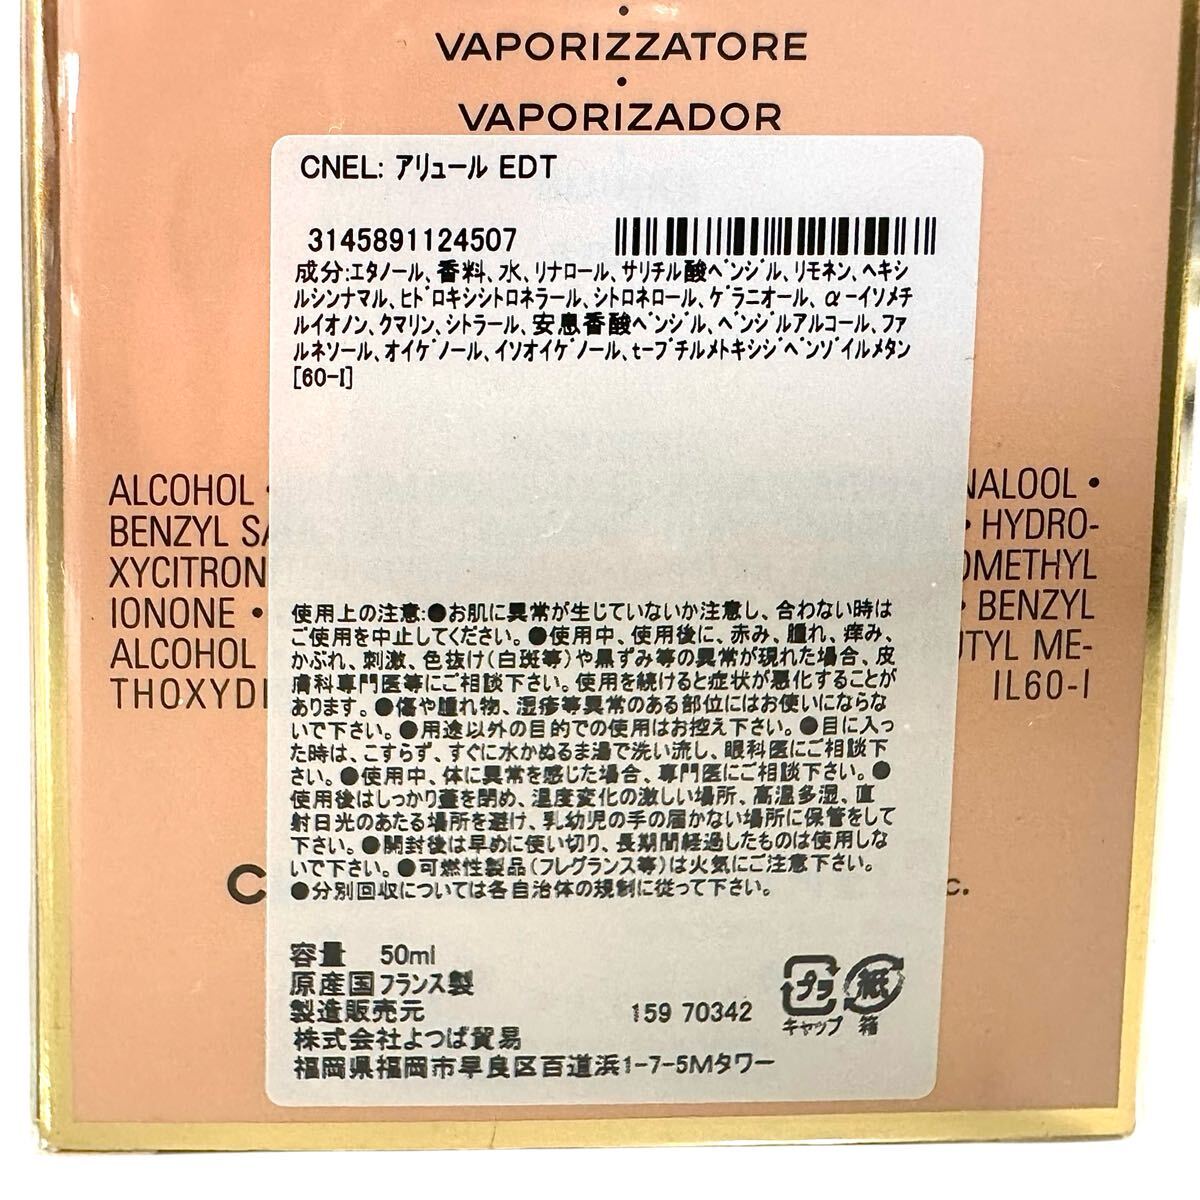 VAPORIZZATORE
•
VAPORIZADOR
CNEL: アリュール EDT
3145891124507
成分:エタノール、香料、水、リナロール、サリチル酸ベンジル、リモネン、ヘキシ
ルシンナマル、ヒドロキシシトロネラール、シトロネロール、ゲラニオール、α-イソメチ
ルイオノン、クマリン、シトラール、安息香酸ベンジル、ベンジルアルコール、ファ
ルネソール、オイゲノール、イソオイゲノール、t-ブチルメトキシジベンゾイルメタン
[60-I]
ALCOHOL • NALOOL •
BENZYL SA • HYDRO-
XYCITRON OMETHYL
IONONE • • BENZYL
ALCOHOL UTYL ME-
THOXYDI IL60-I
使用上の注意:●お肌に異常が生じていないか注意し、合わない時は
ご使用を中止してください。●使用中、使用後に、赤み、腫れ、痒み、
かぶれ、刺激、色抜け(白斑等)や黒ずみ等の異常が現れた場合、皮
膚科専門医等にご相談下さい。使用を続けると症状が悪化することが
あります。●傷や腫れ物、湿疹等異常のある部位にはお使いにならな
いで下さい。●用途以外の目的での使用はお控え下さい。●目に入っ
た時は、こすらず、すぐに水かぬるま湯で洗い流し、眼科医にご相談下
さい。●使用中、体に異常を感じた場合、専門医にご相談下さい。●
使用後はしっかり蓋を閉め、温度変化の激しい場所、高温多湿、直
射日光のあたる場所を避け、乳幼児の手の届かない場所に保管をして
下さい。●開封後は早めに使い切り、長期間経過したものは使用しな
いで下さい。●可燃性製品(フレグランス等)は火気にご注意下さい。
●分別回収については各自治体の規制に従って下さい。
C c.
容量 50ml
原産国フランス製
製造販売元 159 70342
株式会社よつば貿易
福岡県福岡市早良区百道浜1-7-5Mタワー
プラ 紙
キャップ 箱